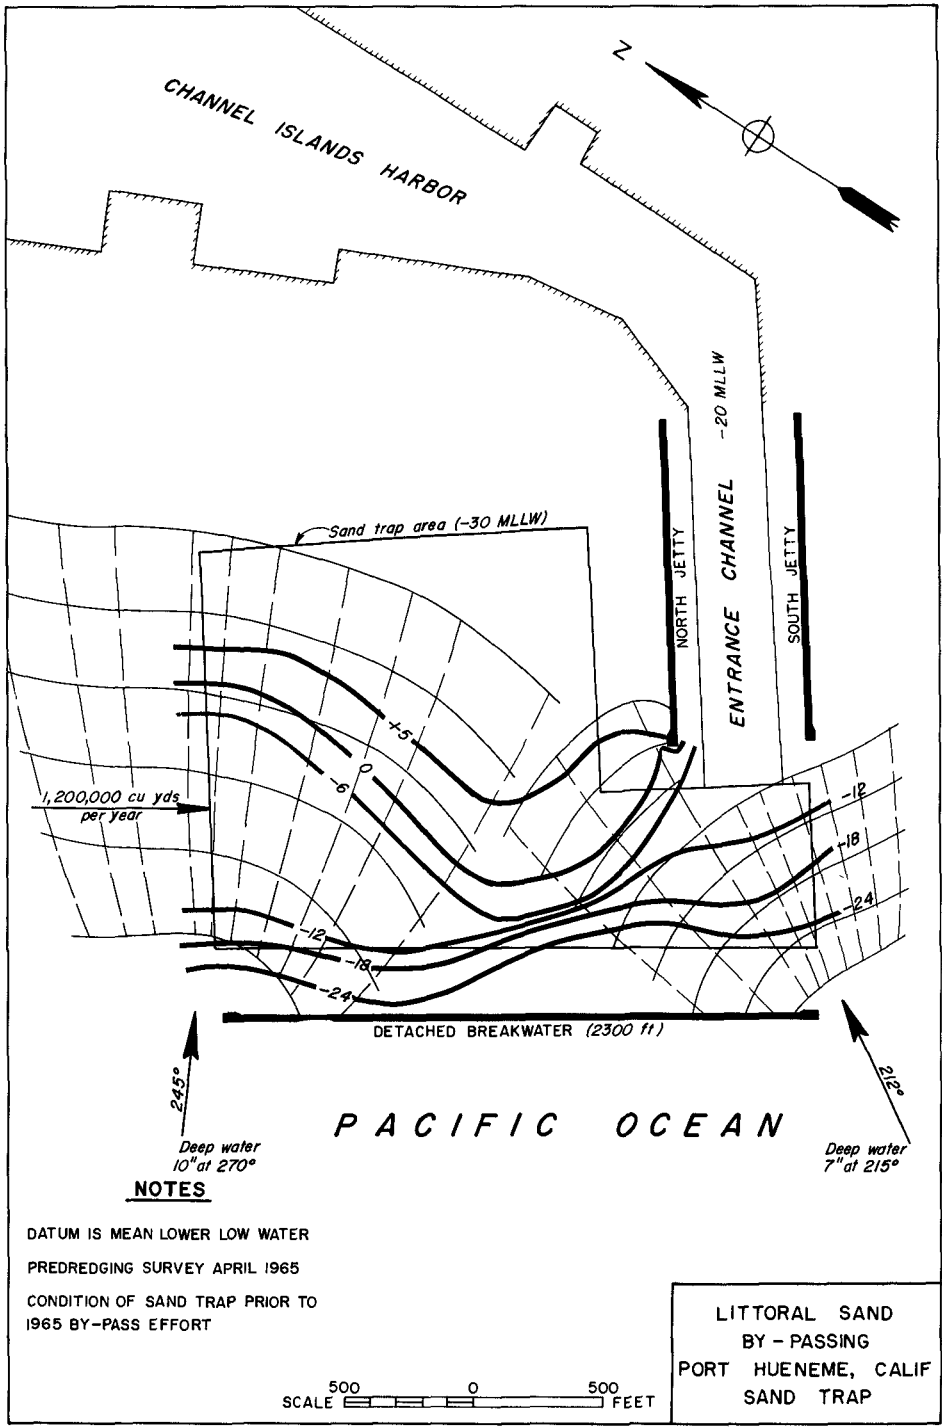 N
CHANNEL ISLANDS HARBOR
-20 MLLW
Sand trap area (-30 MLLW)
NORTH JETTY
ENTRANCE CHANNEL
SOUTH JETTY
+5
0
-6
1,200,000 cu yds
per year
-12
-18
-24
-12
-18
-24
DETACHED BREAKWATER (2300 ft)
245°
212°
PACIFIC OCEAN
Deep water
10" at 270°
Deep water
7" at 215°
NOTES
DATUM IS MEAN LOWER LOW WATER
PREDREDGING SURVEY APRIL 1965
CONDITION OF SAND TRAP PRIOR TO
1965 BY-PASS EFFORT
500 0 500
SCALE FEET
LITTORAL SAND
BY-PASSING
PORT HUENEME, CALIF
SAND TRAP